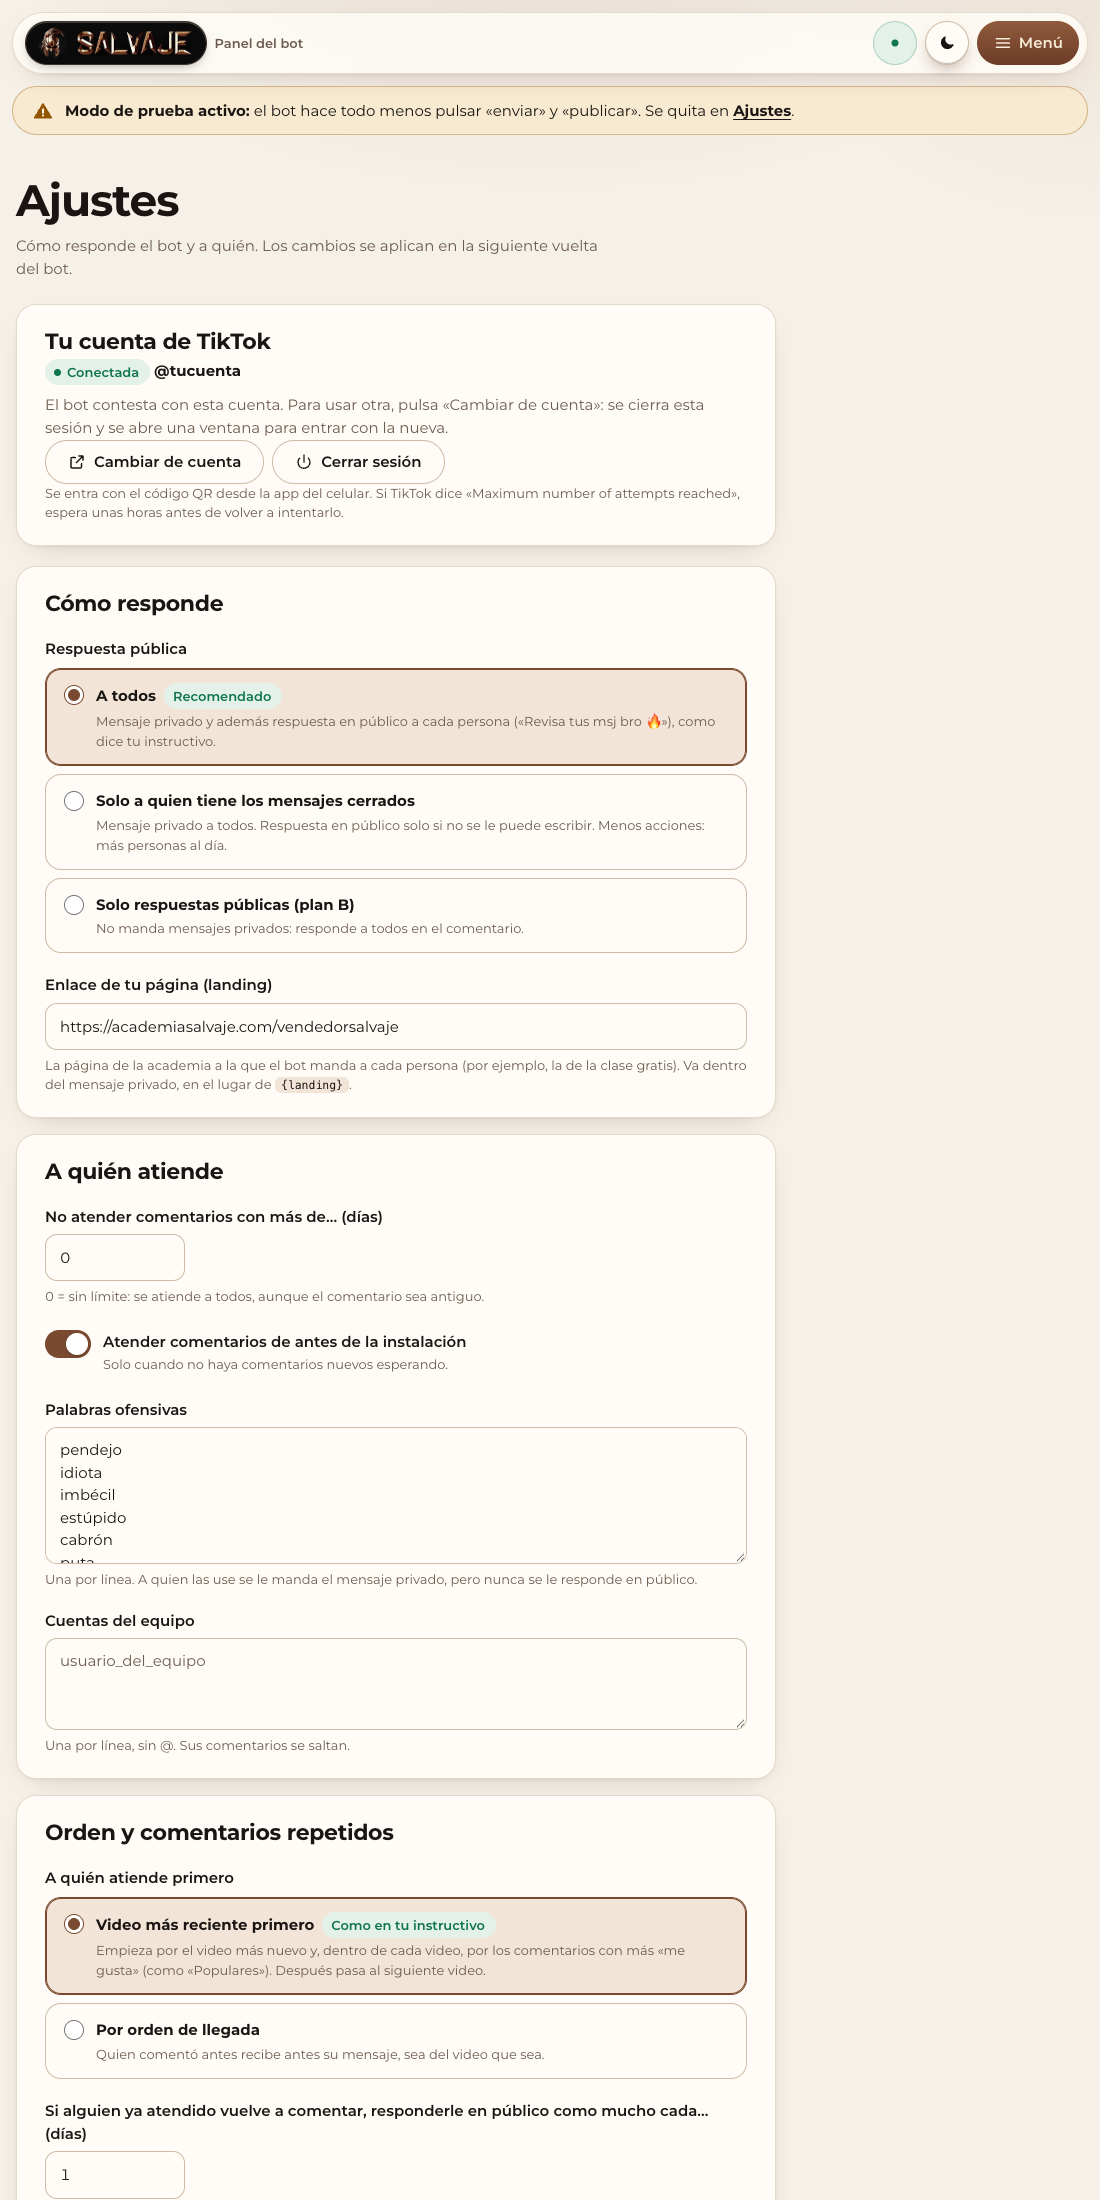 SALVAJE
Panel del bot
Menú
Modo de prueba activo: el bot hace todo menos pulsar «enviar» y «publicar». Se quita en Ajustes.
Ajustes
Cómo responde el bot y a quién. Los cambios se aplican en la siguiente vuelta
del bot.
Tu cuenta de TikTok
Conectada @tucuenta
El bot contesta con esta cuenta. Para usar otra, pulsa «Cambiar de cuenta»: se cierra esta
sesión y se abre una ventana para entrar con la nueva.
Cambiar de cuenta
Cerrar sesión
Se entra con el código QR desde la app del celular. Si TikTok dice «Maximum number of attempts reached»,
espera unas horas antes de volver a intentarlo.
Cómo responde
Respuesta pública
A todos Recomendado
Mensaje privado y además respuesta en público a cada persona («Revisa tus msj bro 🔥»), como
dice tu instructivo.
Solo a quien tiene los mensajes cerrados
Mensaje privado a todos. Respuesta en público solo si no se le puede escribir. Menos acciones:
más personas al día.
Solo respuestas públicas (plan B)
No manda mensajes privados: responde a todos en el comentario.
Enlace de tu página (landing)
https://academiasalvaje.com/vendedorsalvaje
La página de la academia a la que el bot manda a cada persona (por ejemplo, la de la clase gratis). Va dentro
del mensaje privado, en el lugar de {landing}.
A quién atiende
No atender comentarios con más de… (días)
0
0 = sin límite: se atiende a todos, aunque el comentario sea antiguo.
Atender comentarios de antes de la instalación
Solo cuando no haya comentarios nuevos esperando.
Palabras ofensivas
pendejo
idiota
imbécil
estúpido
cabrón
puta
Una por línea. A quien las use se le manda el mensaje privado, pero nunca se le responde en público.
Cuentas del equipo
usuario_del_equipo
Una por línea, sin @. Sus comentarios se saltan.
Orden y comentarios repetidos
A quién atiende primero
Video más reciente primero Como en tu instructivo
Empieza por el video más nuevo y, dentro de cada video, por los comentarios con más «me
gusta» (como «Populares»). Después pasa al siguiente video.
Por orden de llegada
Quien comentó antes recibe antes su mensaje, sea del video que sea.
Si alguien ya atendido vuelve a comentar, responderle en público como mucho cada…
(días)
1